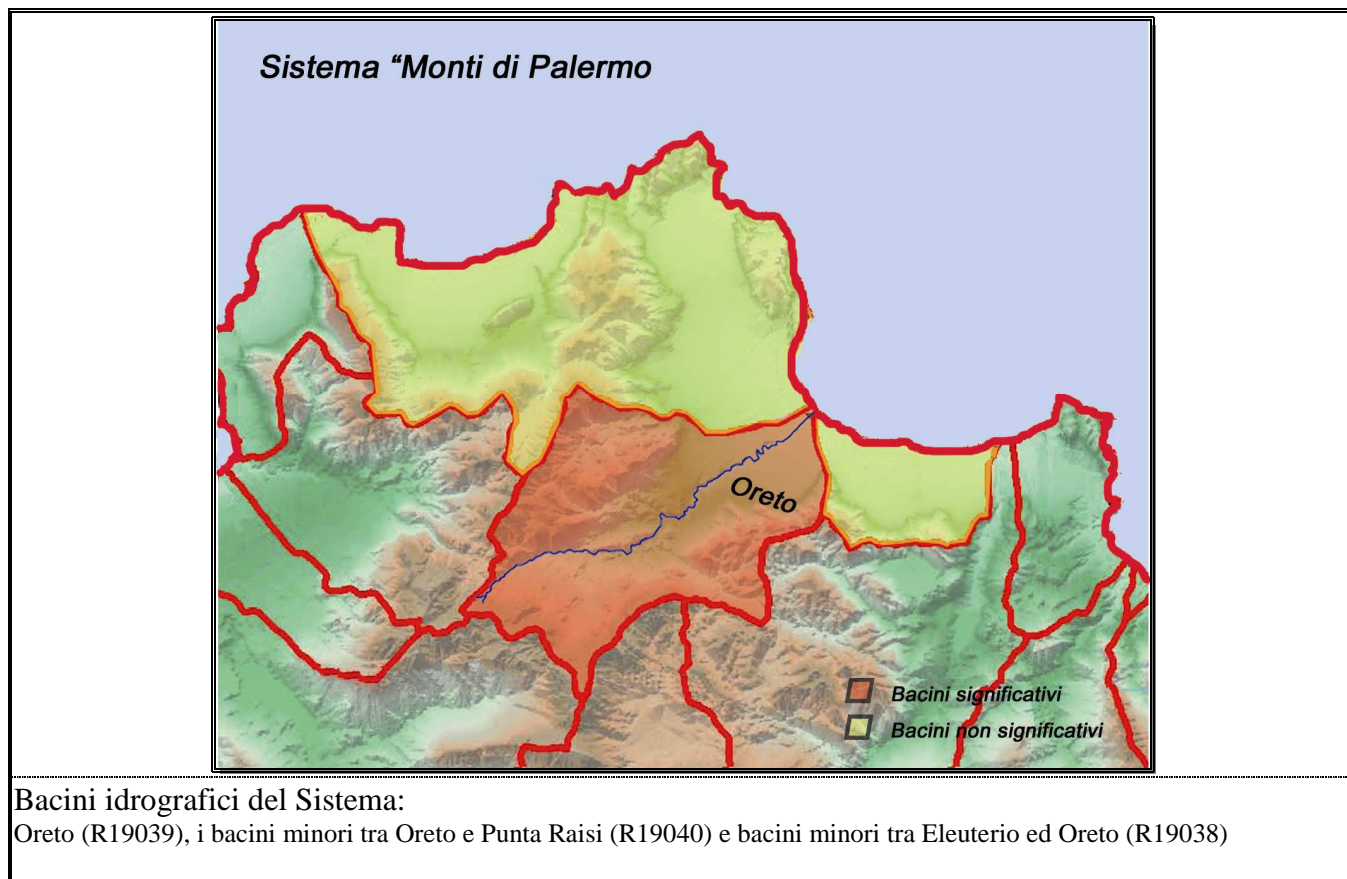 Sistema “Monti di Palermo
Oreto
Bacini significativi
Bacini non significativi
Bacini idrografici del Sistema:
Oreto (R19039), i bacini minori tra Oreto e Punta Raisi (R19040) e bacini minori tra Eleuterio ed Oreto (R19038)